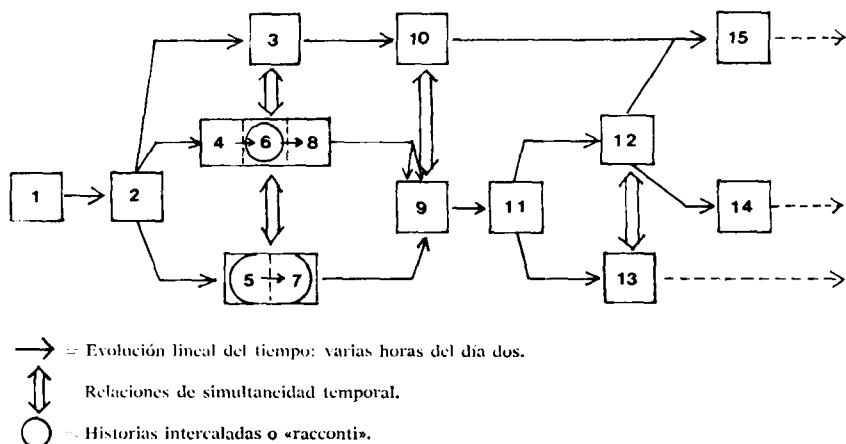 3 10 15
4 6 8 12
1 2 9 11 14
5 7 13
= Evolución lineal del tiempo: varias horas del día dos.
Relaciones de simultaneidad temporal.
= Historias intercaladas o «racconti».